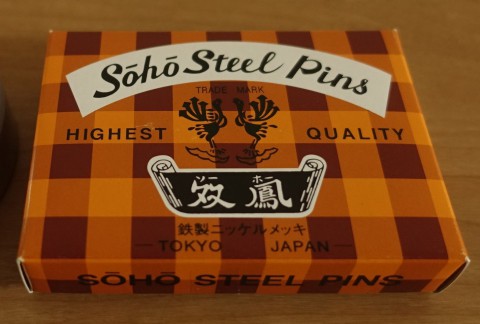 Sōhō Steel Pins
TRADE MARK
HIGHEST QUALITY
ソー ホー
双鳳
鉄製ニッケルメッキ
—TOKYO JAPAN—
SŌHŌ STEEL PINS